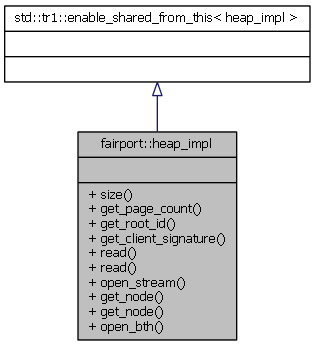 std::tr1::enable_shared_from_this< heap_impl >
fairport::heap_impl
+ size()
+ get_page_count()
+ get_root_id()
+ get_client_signature()
+ read()
+ read()
+ open_stream()
+ get_node()
+ get_node()
+ open_bth()